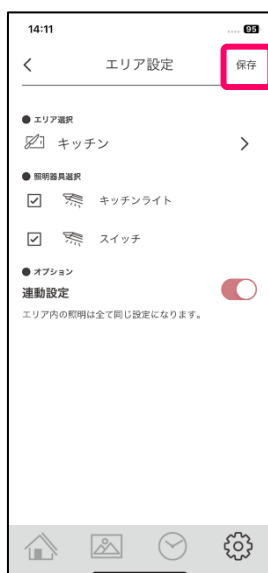 14:11
95
エリア設定
保存
● エリア選択
キッチン
● 照明器具選択
キッチンライト
スイッチ
● オプション
連動設定
エリア内の照明は全て同じ設定になります。